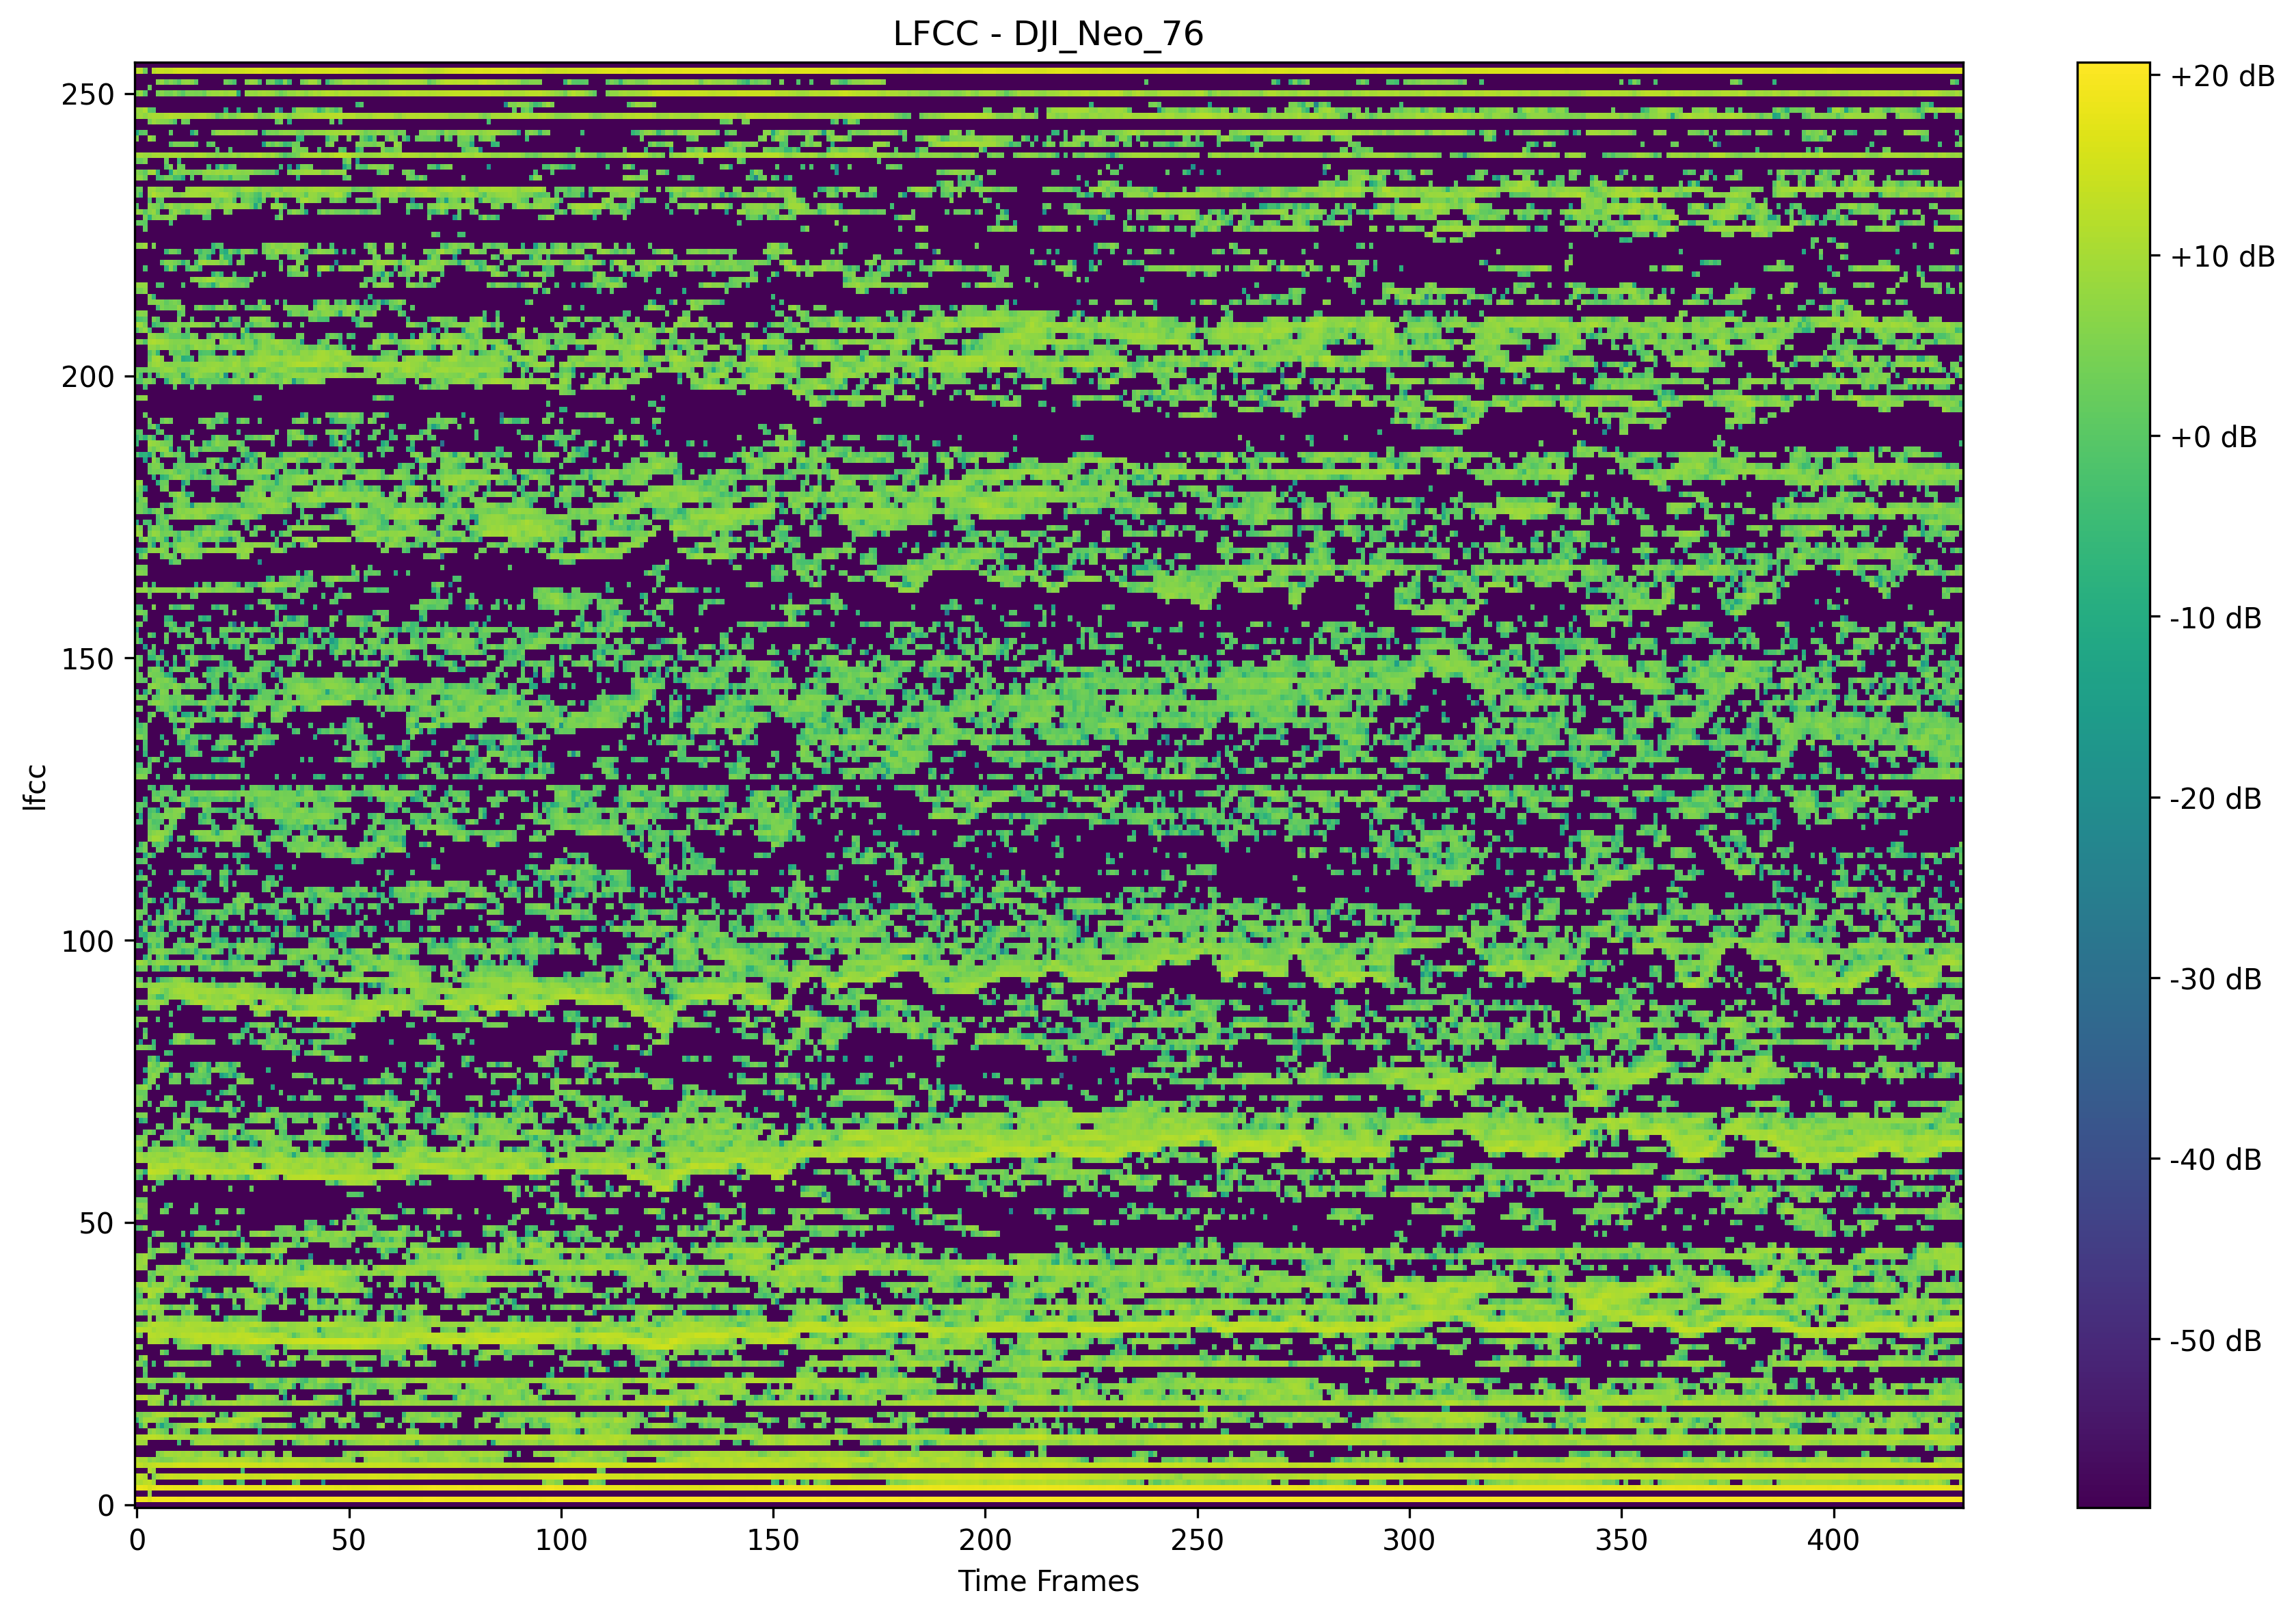 LFCC - DJI_Neo_76
250
200
150
100
50
0
lfcc
0 50 100 150 200 250 300 350 400
Time Frames
+20 dB
+10 dB
+0 dB
-10 dB
-20 dB
-30 dB
-40 dB
-50 dB